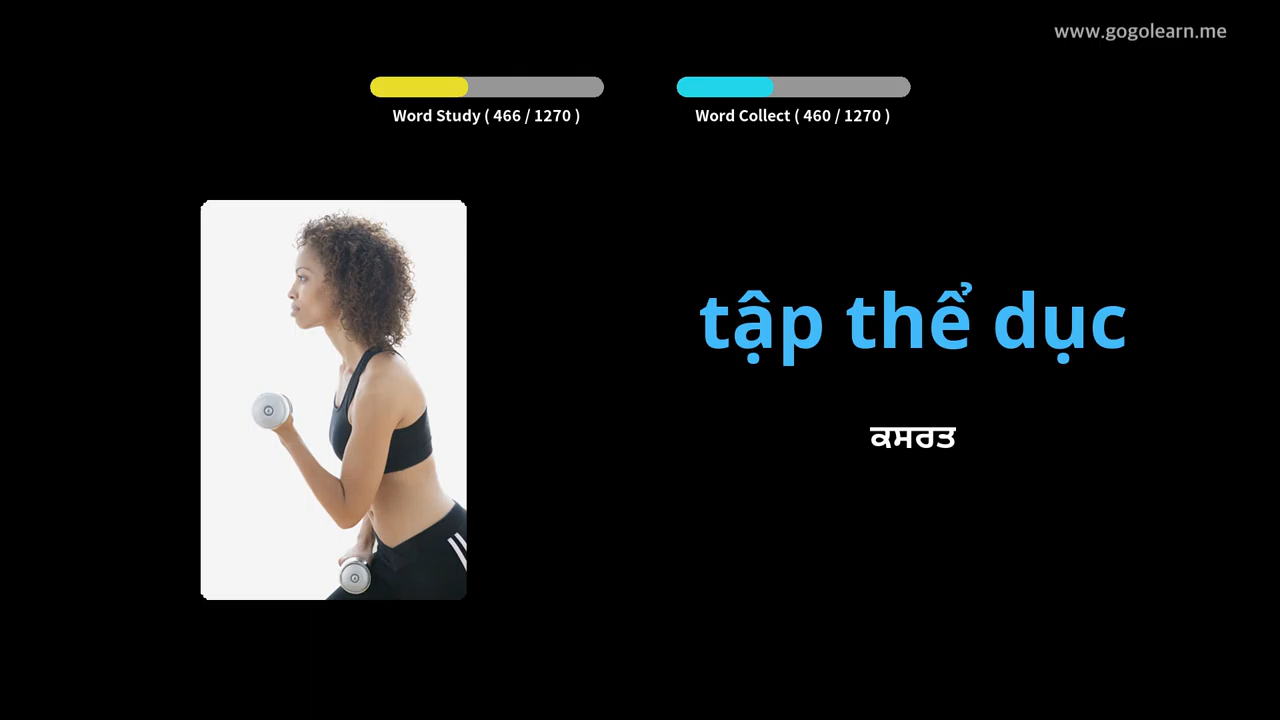 www.gogolearn.me
Word Study ( 466 / 1270 )
Word Collect ( 460 / 1270 )
tập thể dục
ਕਸਰਤ